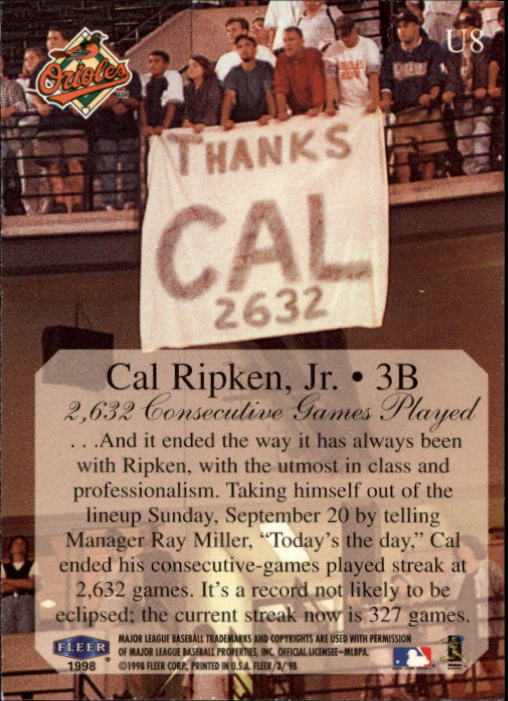 U8
Orioles
THANKS
CAL
2632
Cal Ripken, Jr. • 3B
2,632 Consecutive Games Played
. . .And it ended the way it has always been
with Ripken, with the utmost in class and
professionalism. Taking himself out of the
lineup Sunday, September 20 by telling
Manager Ray Miller, “Today’s the day,” Cal
ended his consecutive-games played streak at
2,632 games. It’s a record not likely to be
eclipsed; the current streak now is 327 games.
FLEER
1998
MAJOR LEAGUE BASEBALL TRADEMARKS AND COPYRIGHTS ARE USED WITH PERMISSION
OF MAJOR LEAGUE BASEBALL PROPERTIES, INC. OFFICIAL LICENSEE–MLBPA.
©1998 FLEER CORP., PRINTED IN U.S.A. FLEER/3/’98